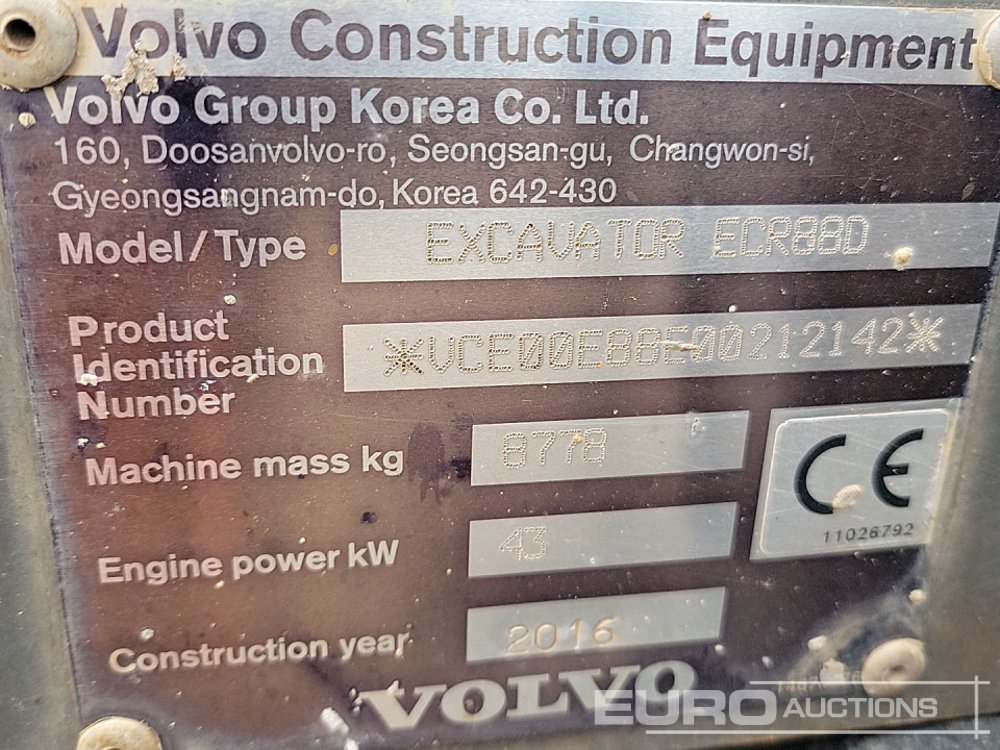 Volvo Construction Equipment
Volvo Group Korea Co. Ltd.
160, Doosanvolvo-ro, Seongsan-gu, Changwon-si,
Gyeongsangnam-do, Korea 642-430
Model/Type EXCAVATOR ECR88D
Product
Identification
Number
*VCE00E88E00212142*
Machine mass kg 8778
Engine power kW 43
CE
11026792
Construction year 2016
VOLVO
EURO AUCTIONS